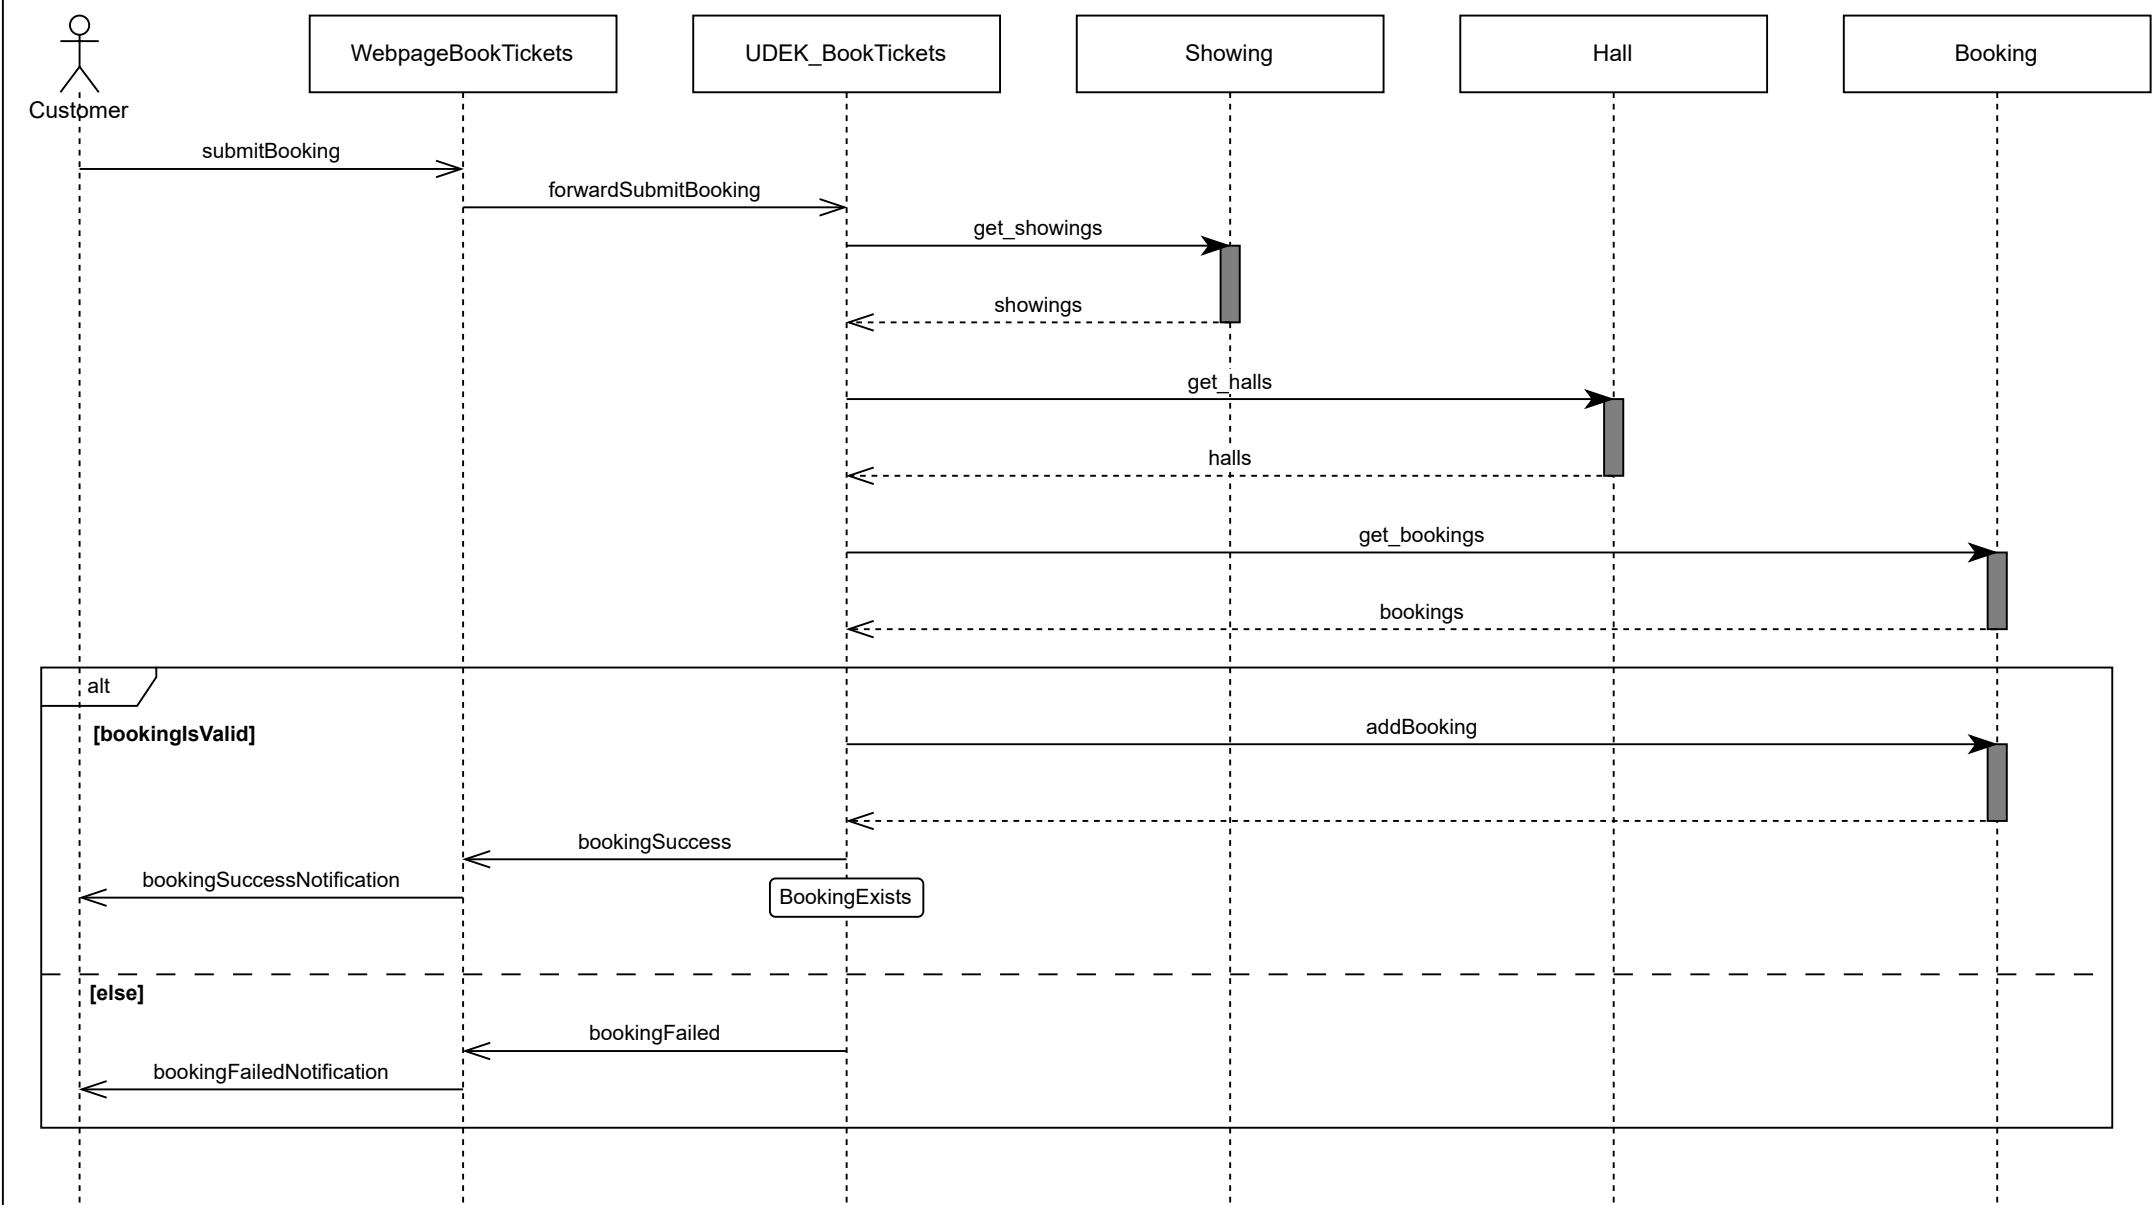 Customer
WebpageBookTickets
UDEK_BookTickets
Showing
Hall
Booking
submitBooking
forwardSubmitBooking
get_showings
showings
get_halls
halls
get_bookings
bookings
alt
[bookingIsValid]
addBooking
bookingSuccess
bookingSuccessNotification
BookingExists
[else]
bookingFailed
bookingFailedNotification